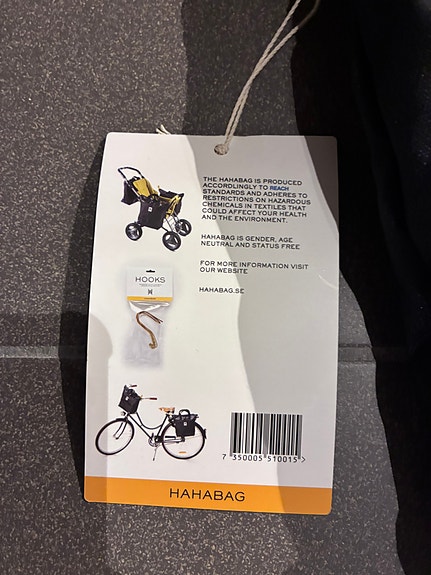 THE HAHABAG IS PRODUCED
ACCORDINGLY TO REACH
STANDARDS AND ADHERES TO
RESTRICTIONS ON HAZARDOUS
CHEMICALS IN TEXTILES THAT
COULD AFFECT YOUR HEALTH
AND THE ENVIRONMENT.
HAHABAG IS GENDER, AGE
NEUTRAL AND STATUS FREE
FOR MORE INFORMATION VISIT
OUR WEBSITE
HAHABAG.SE
HOOKS
7 350005 510015 >
HAHABAG